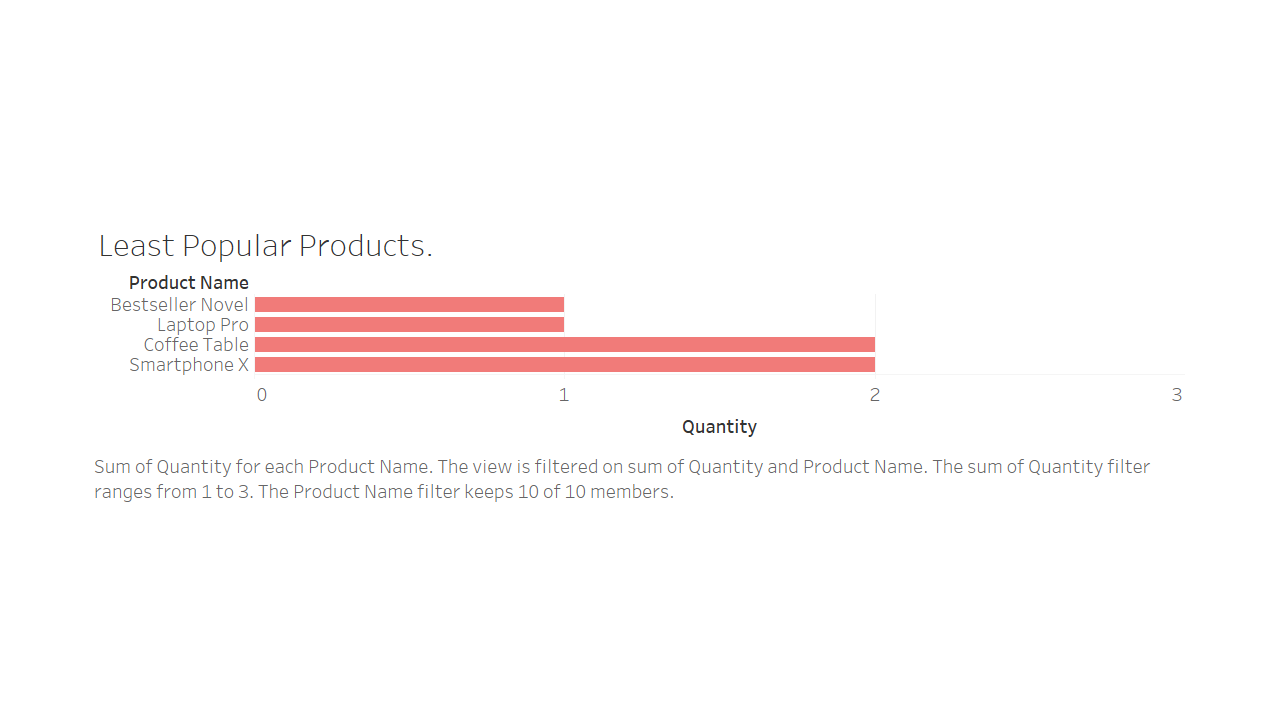 Least Popular Products.
Product Name
Bestseller Novel
Laptop Pro
Coffee Table
Smartphone X
0 1 2 3
Quantity
Sum of Quantity for each Product Name. The view is filtered on sum of Quantity and Product Name. The sum of Quantity filter
ranges from 1 to 3. The Product Name filter keeps 10 of 10 members.